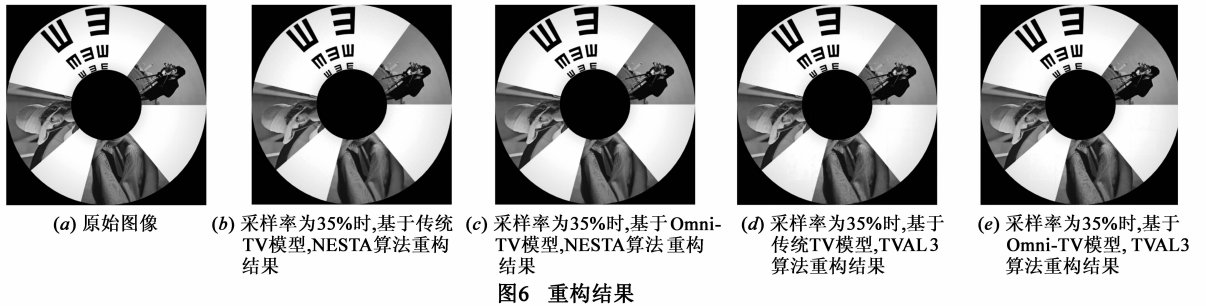 (a) 原始图像
(b) 采样率为35%时,基于传统
TV模型,NESTA算法重构
结果
(c) 采样率为35%时,基于Omni-
TV模型,NESTA算法 重构
结果
(d) 采样率为35%时,基于
传统TV模型,TVAL3
算法重构结果
(e) 采样率为35%时,基于
Omni-TV模型, TVAL3
算法重构结果
图6 重构结果